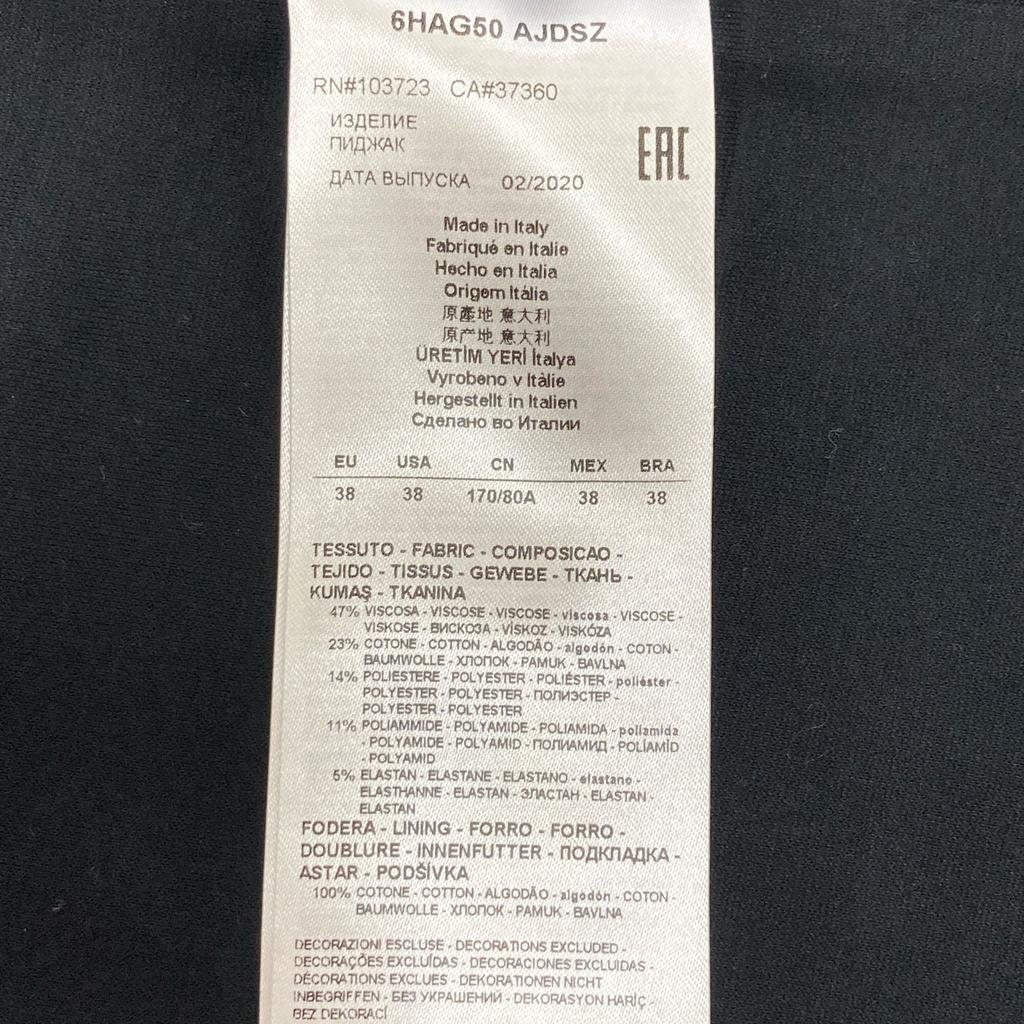 6HAG50 AJDSZ
RN#103723 CA#37360
ИЗДЕЛИЕ
ПИДЖАК
EAC
ДАТА ВЫПУСКА 02/2020
Made in Italy
Fabriqué en Italie
Hecho en Italia
Origem Itália
原產地 意大利
原产地 意大利
ÜRETİM YERİ İtalya
Vyrobeno v Itálie
Hergestellt in Italien
Сделано во Италии
EU USA CN MEX BRA
38 38 170/80A 38 38
TESSUTO - FABRIC - COMPOSICAO -
TEJIDO - TISSUS - GEWEBE - ТКАНЬ -
KUMAŞ - TKANINA
47% VISCOSA - VISCOSE - VISCOSE - viscosa - VISCOSE -
VISKOSE - ВИСКОЗА - VİSKOZ - VISKÓZA
23% COTONE - COTTON - ALGODÃO - algodón - COTON -
BAUMWOLLE - ХЛОПОК - PAMUK - BAVLNA
14% POLIESTERE - POLYESTER - POLIÉSTER - poliéster -
POLYESTER - POLYESTER - ПОЛИЭСТЕР -
POLYESTER - POLYESTER
11% POLIAMMIDE - POLYAMIDE - POLIAMIDA - poliamida
- POLYAMIDE - POLYAMID - ПОЛИАМИД - POLİAMİD
- POLYAMID
5% ELASTAN - ELASTANE - ELASTANO - elastano -
ELASTHANNE - ELASTAN - ЭЛАСТАН - ELASTAN -
ELASTAN
FODERA - LINING - FORRO - FORRO -
DOUBLURE - INNENFUTTER - ПОДКЛАДКА -
ASTAR - PODŠÍVKA
100% COTONE - COTTON - ALGODÃO - algodón - COTON -
BAUMWOLLE - ХЛОПОК - PAMUK - BAVLNA
DECORAZIONI ESCLUSE - DECORATIONS EXCLUDED -
DECORAÇÕES EXCLUÍDAS - DECORACIONES EXCLUIDAS -
DÉCORATIONS EXCLUES - DEKORATIONEN NICHT
INBEGRIFFEN - БЕЗ УКРАШЕНИЙ - DEKORASYON HARİÇ -
BEZ DEKORACÍ